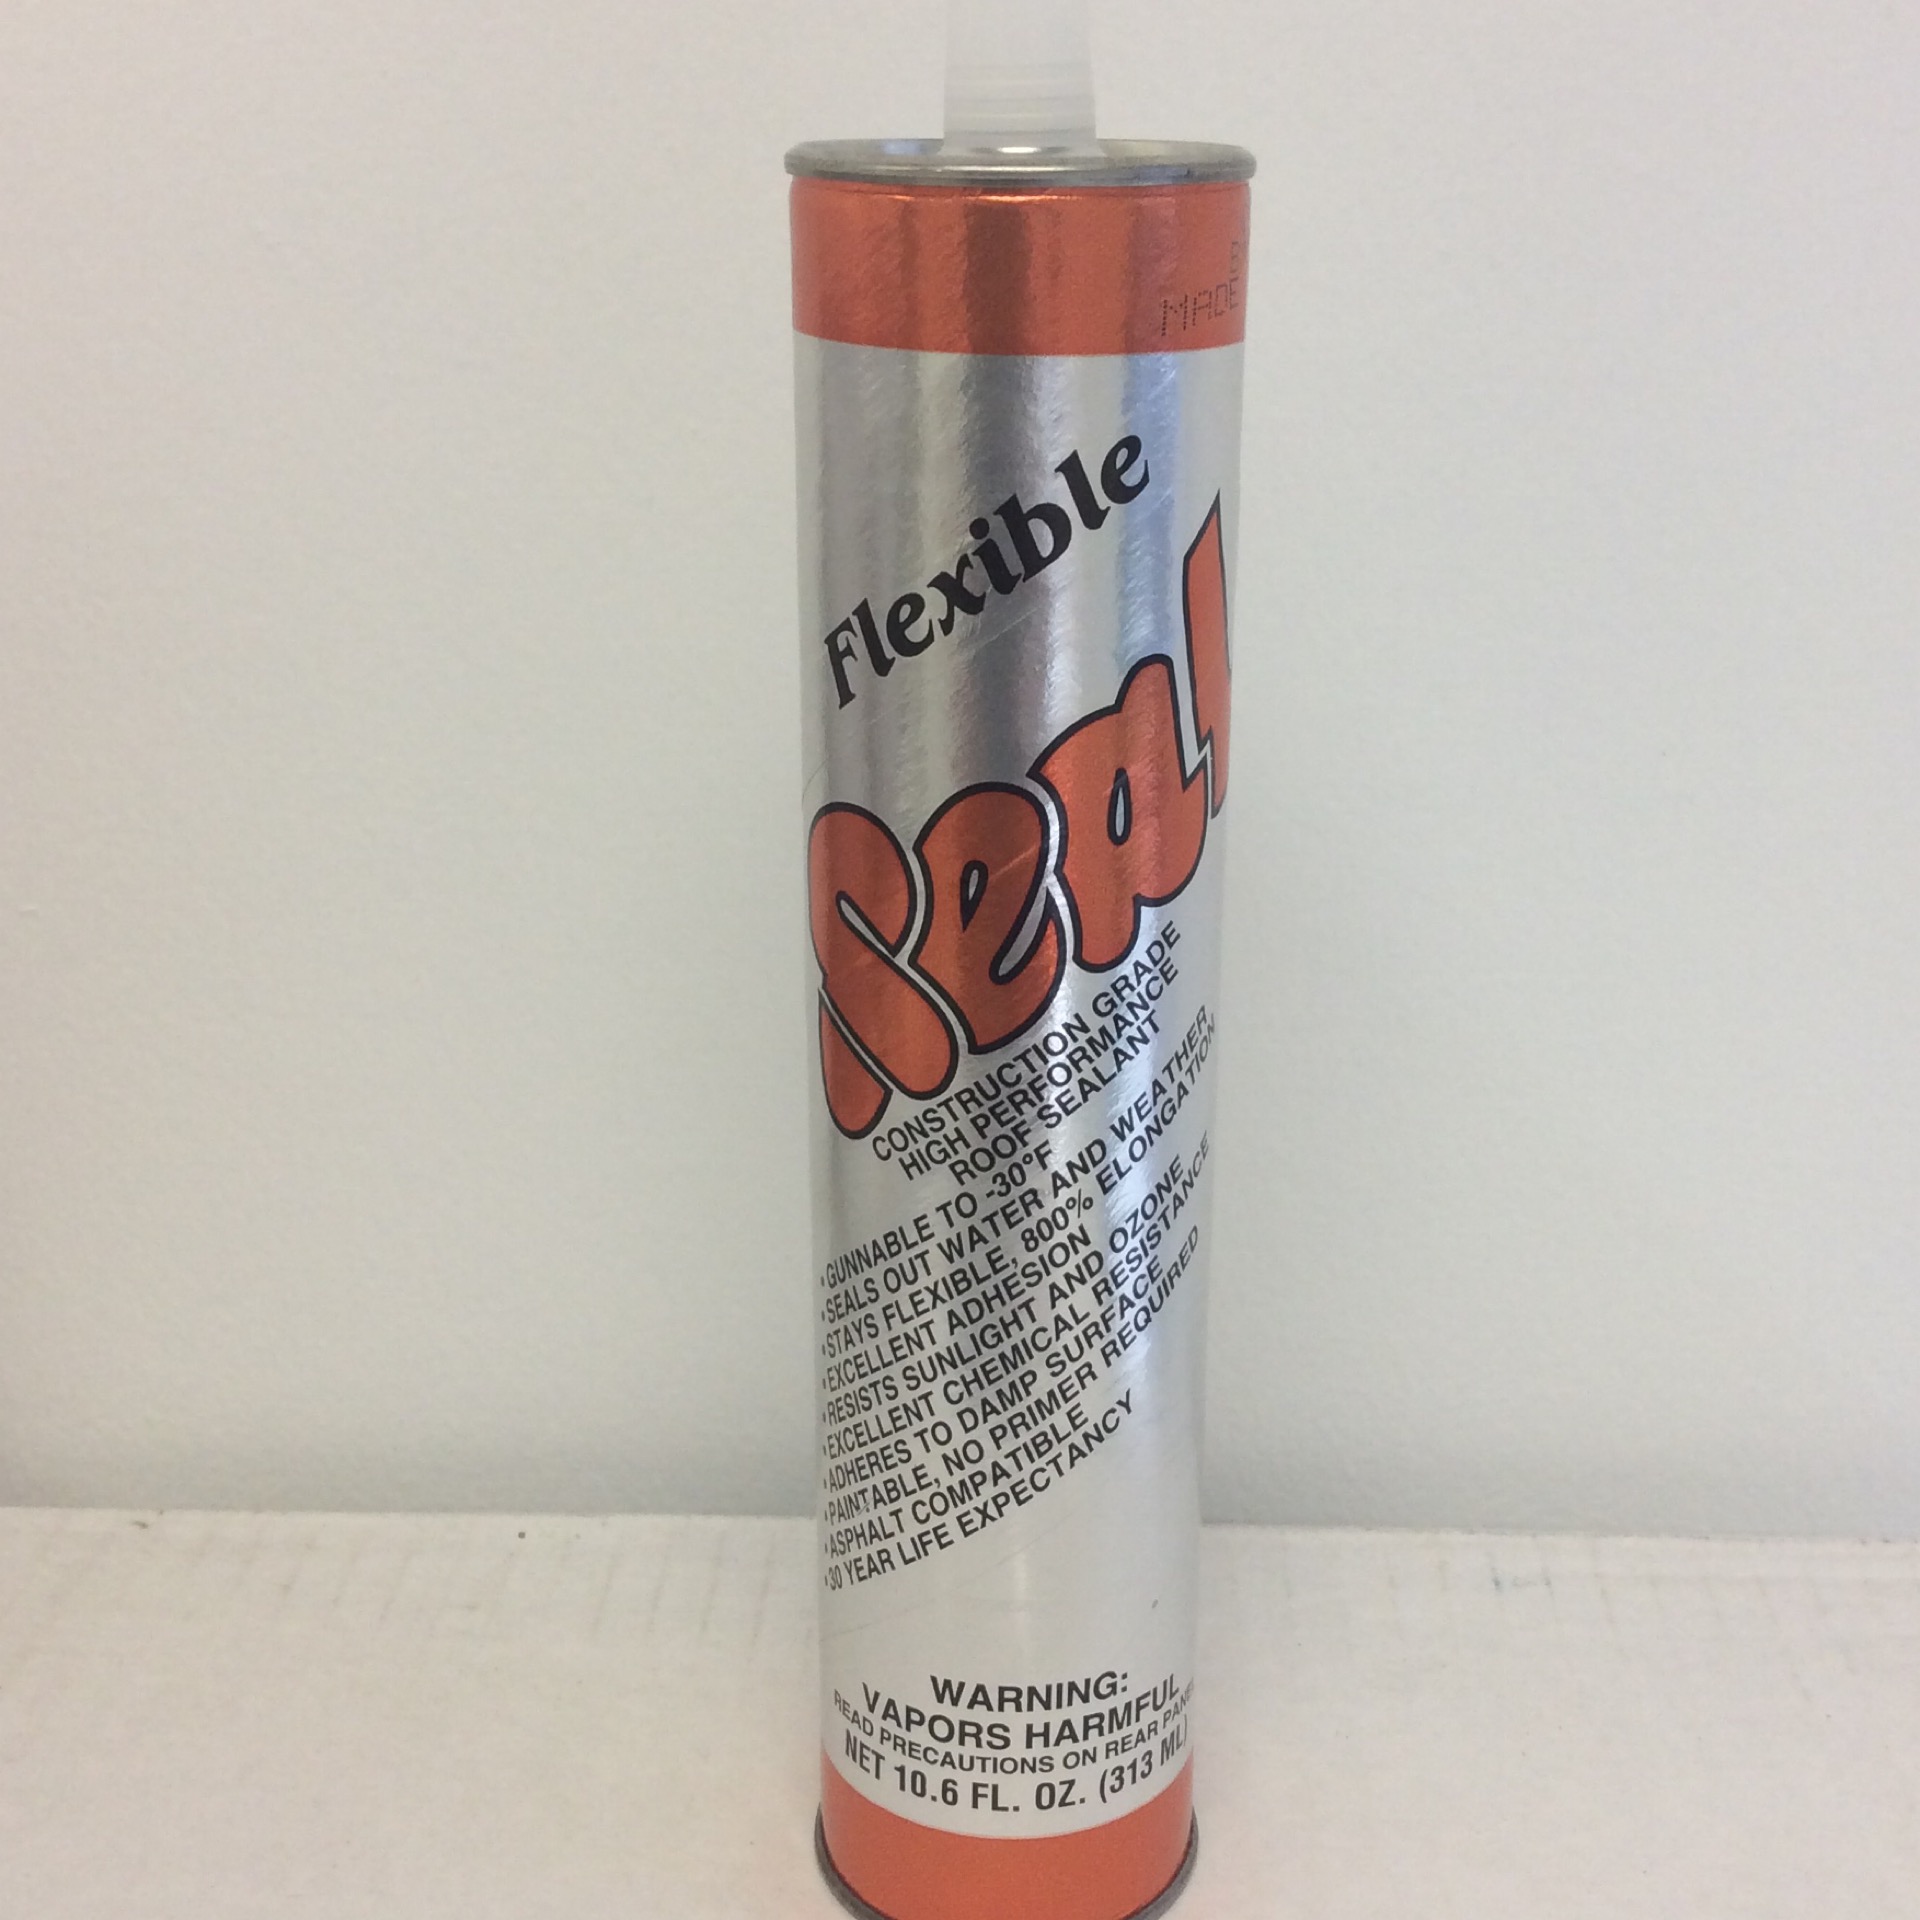 MADE
Flexible
Seal
CONSTRUCTION GRADE
HIGH PERFORMANCE
ROOF SEALANT
• GUNNABLE TO -30°F
• SEALS OUT WATER AND WEATHER
• STAYS FLEXIBLE, 800% ELONGATION
• EXCELLENT ADHESION
• RESISTS SUNLIGHT AND OZONE
• EXCELLENT CHEMICAL RESISTANCE
• ADHERES TO DAMP SURFACE
• PAINTABLE, NO PRIMER REQUIRED
• ASPHALT COMPATIBLE
• 30 YEAR LIFE EXPECTANCY
WARNING:
VAPORS HARMFUL
READ PRECAUTIONS ON REAR PANEL
NET 10.6 FL. OZ. (313 ML)